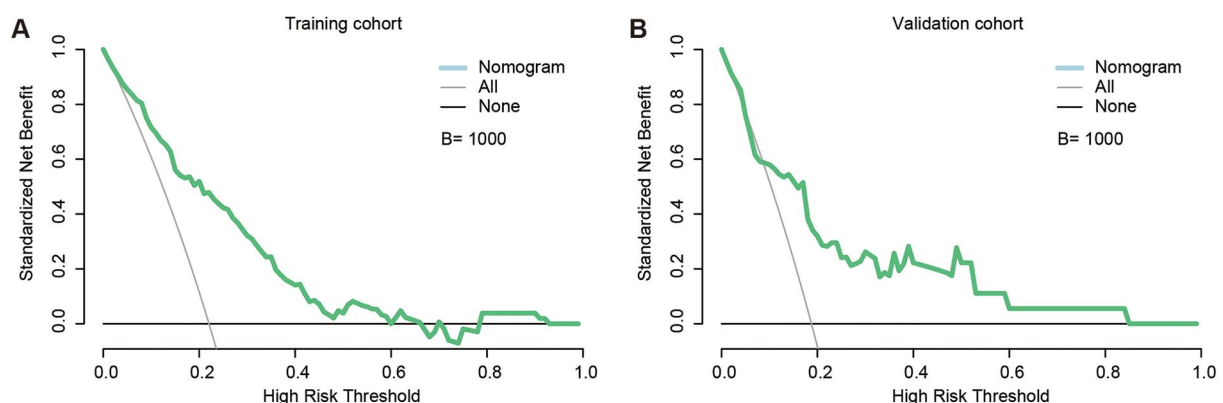 A
Training cohort
Standardized Net Benefit
1.0
0.8
0.6
0.4
0.2
0.0
Nomogram
All
None
B= 1000
0.0 0.2 0.4 0.6 0.8 1.0
High Risk Threshold
B
Validation cohort
Standardized Net Benefit
1.0
0.8
0.6
0.4
0.2
0.0
Nomogram
All
None
B= 1000
0.0 0.2 0.4 0.6 0.8 1.0
High Risk Threshold